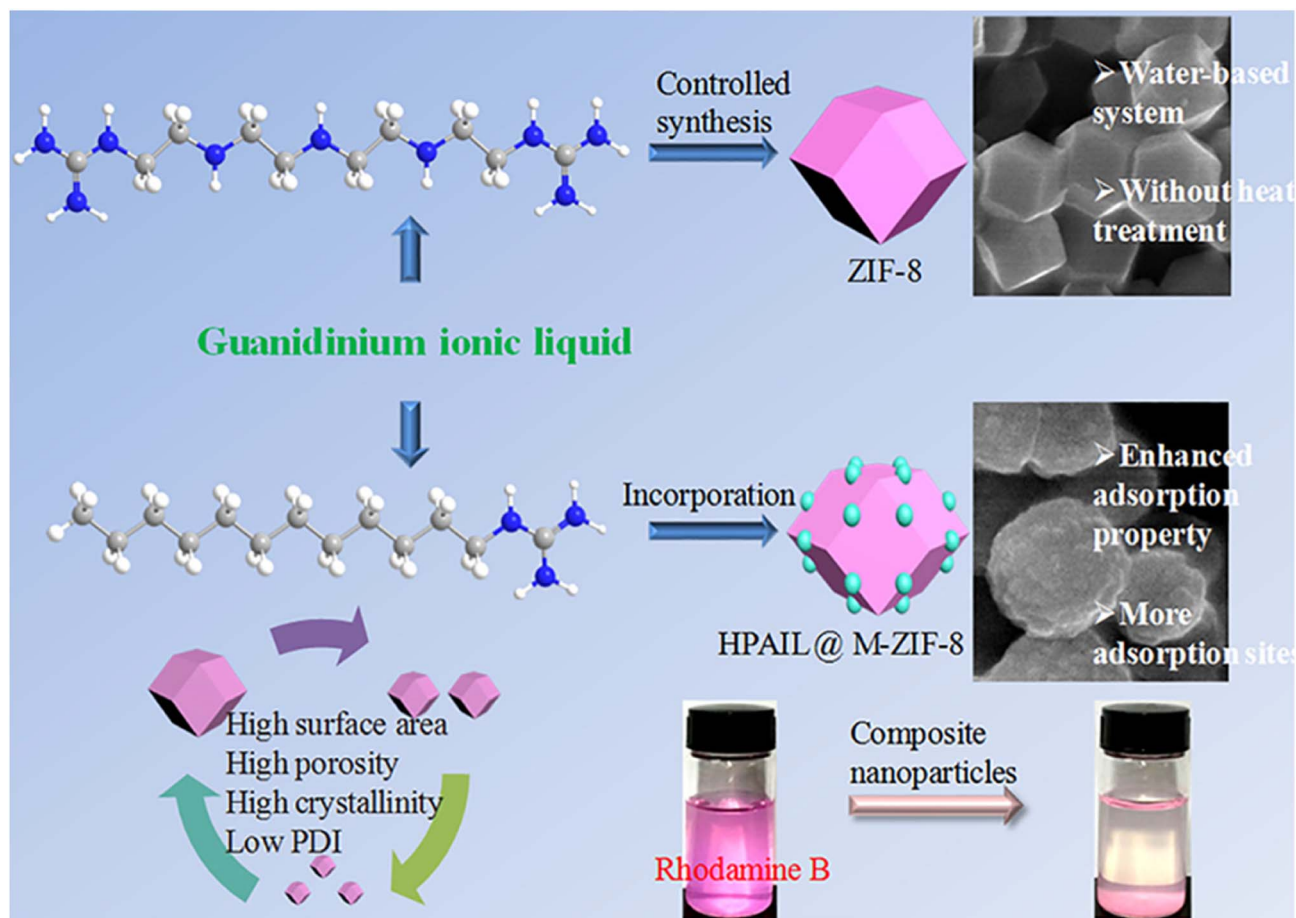 Controlled
synthesis
ZIF-8
➢ Water-based
system
➢ Without heat
treatment
Guanidinium ionic liquid
Incorporation
HPAIL@ M-ZIF-8
➢ Enhanced
adsorption
property
➢ More
adsorption sites
High surface area
High porosity
High crystallinity
Low PDI
Rhodamine B
Composite
nanoparticles